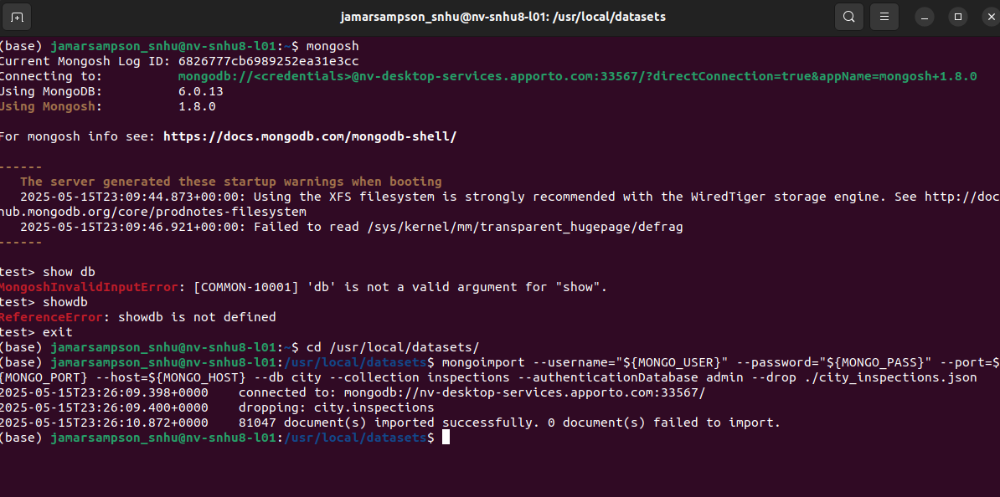 jamarsampson_snhu@nv-snhu8-l01: /usr/local/datasets
(base) jamarsampson_snhu@nv-snhu8-l01:~$ mongosh
Current Mongosh Log ID: 6826777cb6989252ea31e3cc
Connecting to:          mongodb://<credentials>@nv-desktop-services.apporto.com:33567/?directConnection=true&appName=mongosh+1.8.0
Using MongoDB:          6.0.13
Using Mongosh:          1.8.0
For mongosh info see: https://docs.mongodb.com/mongodb-shell/
------
   The server generated these startup warnings when booting
   2025-05-15T23:09:44.873+00:00: Using the XFS filesystem is strongly recommended with the WiredTiger storage engine. See http://doc
hub.mongodb.org/core/prodnotes-filesystem
   2025-05-15T23:09:46.921+00:00: Failed to read /sys/kernel/mm/transparent_hugepage/defrag
------
test> show db
MongoshInvalidInputError: [COMMON-10001] 'db' is not a valid argument for "show".
test> showdb
ReferenceError: showdb is not defined
test> exit
(base) jamarsampson_snhu@nv-snhu8-l01:~$ cd /usr/local/datasets/
(base) jamarsampson_snhu@nv-snhu8-l01:/usr/local/datasets$ mongoimport --username="${MONGO_USER}" --password="${MONGO_PASS}" --port=$
{MONGO_PORT} --host=${MONGO_HOST} --db city --collection inspections --authenticationDatabase admin --drop ./city_inspections.json
2025-05-15T23:26:09.398+0000    connected to: mongodb://nv-desktop-services.apporto.com:33567/
2025-05-15T23:26:09.400+0000    dropping: city.inspections
2025-05-15T23:26:10.872+0000    81047 document(s) imported successfully. 0 document(s) failed to import.
(base) jamarsampson_snhu@nv-snhu8-l01:/usr/local/datasets$